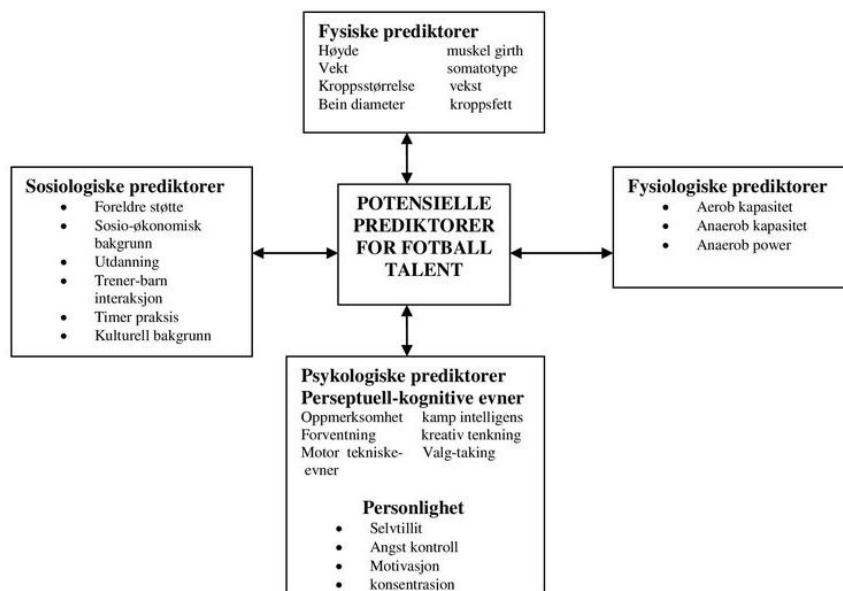 Fysiske prediktorer
Høyde muskel girth
Vekt somatotype
Kroppsstørrelse vekst
Bein diameter kroppsfett
Sosiologiske prediktorer
• Foreldre støtte
• Sosio-økonomisk
bakgrunn
• Utdanning
• Trener-barn
interaksjon
• Timer praksis
• Kulturell bakgrunn
POTENSIELLE
PREDIKTORER
FOR FOTBALL
TALENT
Fysiologiske prediktorer
• Aerob kapasitet
• Anaerob kapasitet
• Anaerob power
Psykologiske prediktorer
Perseptuell-kognitive evner
Oppmerksomhet kamp intelligens
Forventning kreativ tenkning
Motor tekniske- Valg-taking
evner
Personlighet
• Selvtillit
• Angst kontroll
• Motivasjon
• konsentrasjon